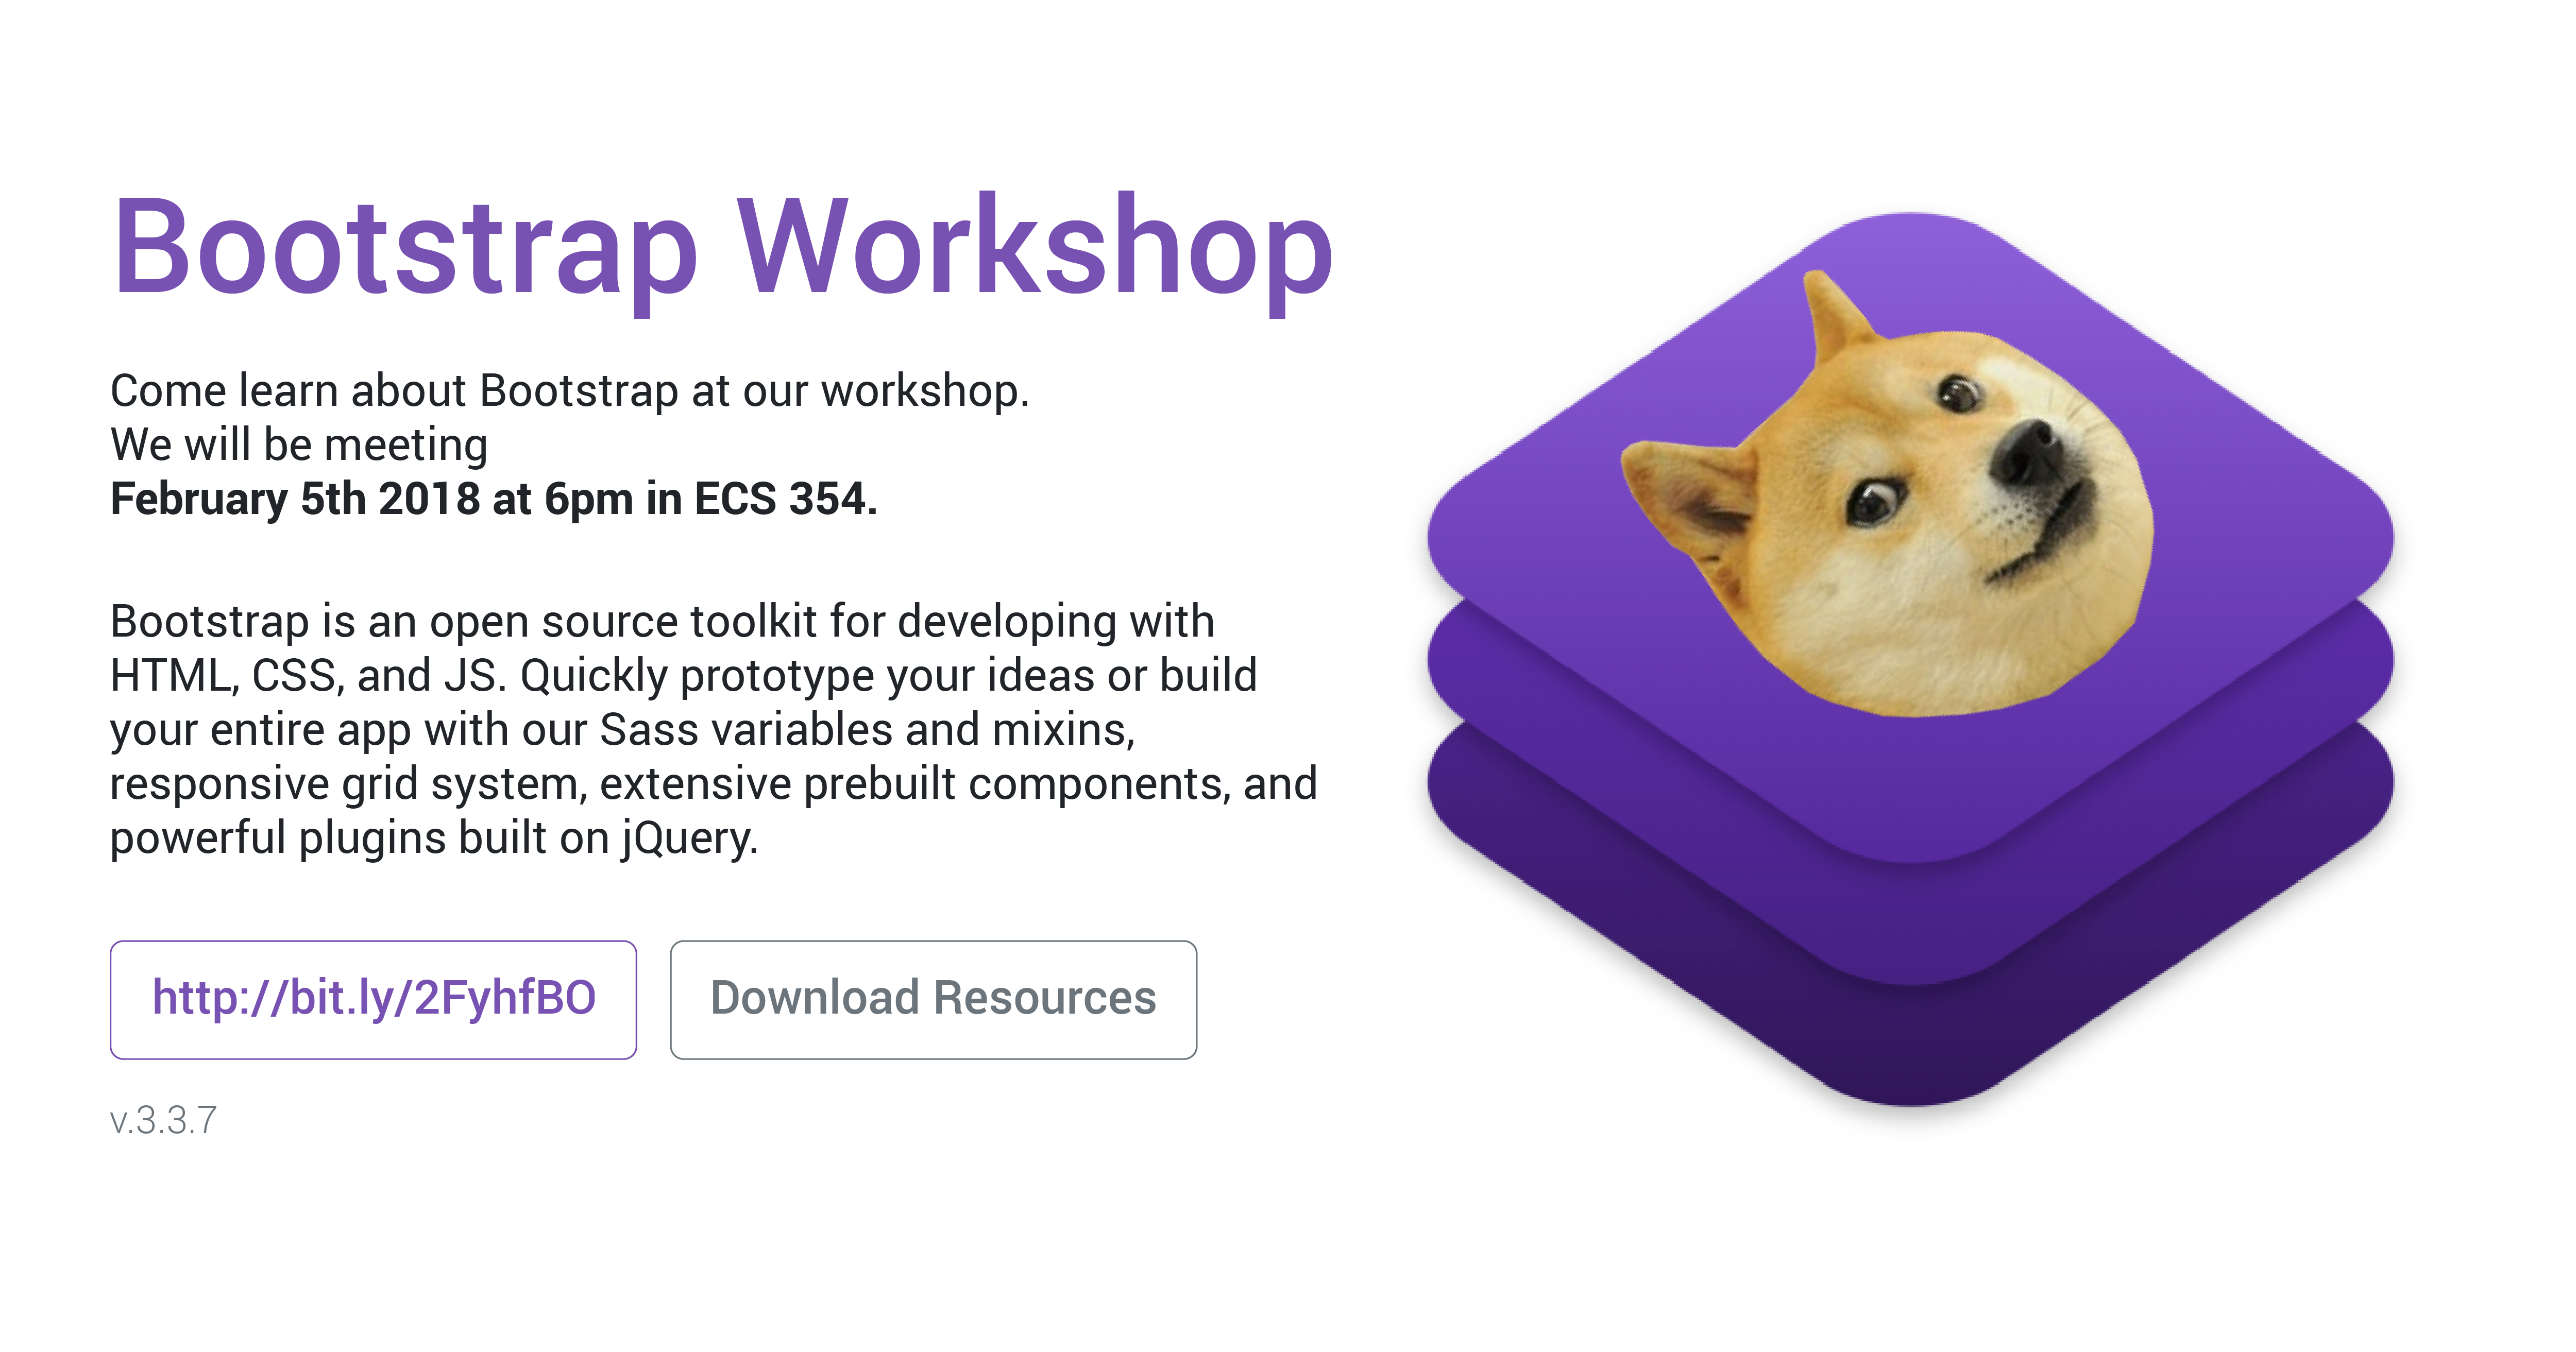 Bootstrap Workshop
Come learn about Bootstrap at our workshop.
We will be meeting
February 5th 2018 at 6pm in ECS 354.
Bootstrap is an open source toolkit for developing with
HTML, CSS, and JS. Quickly prototype your ideas or build
your entire app with our Sass variables and mixins,
responsive grid system, extensive prebuilt components, and
powerful plugins built on jQuery.
http://bit.ly/2FyhfBO
Download Resources
v.3.3.7